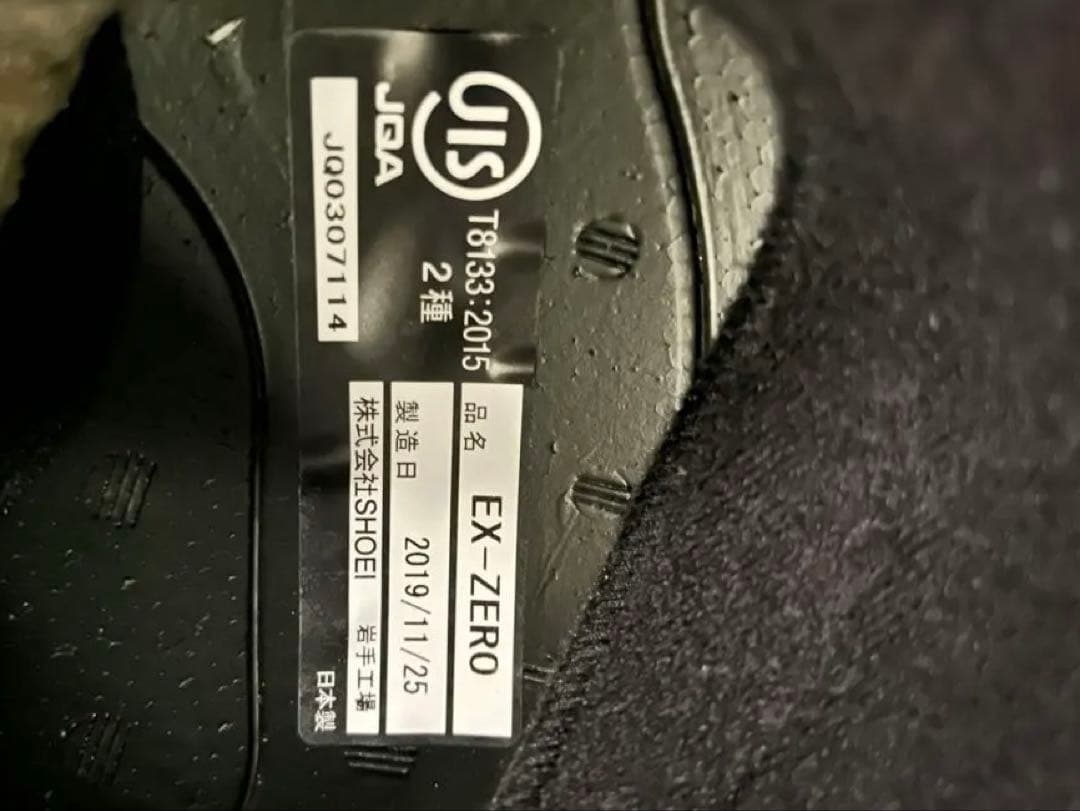 JIS
JQA
T8133:2015
2種
JQ0307114
品名 EX-ZERO
製造日 2019/11/25
株式会社SHOEI 岩手工場
日本製